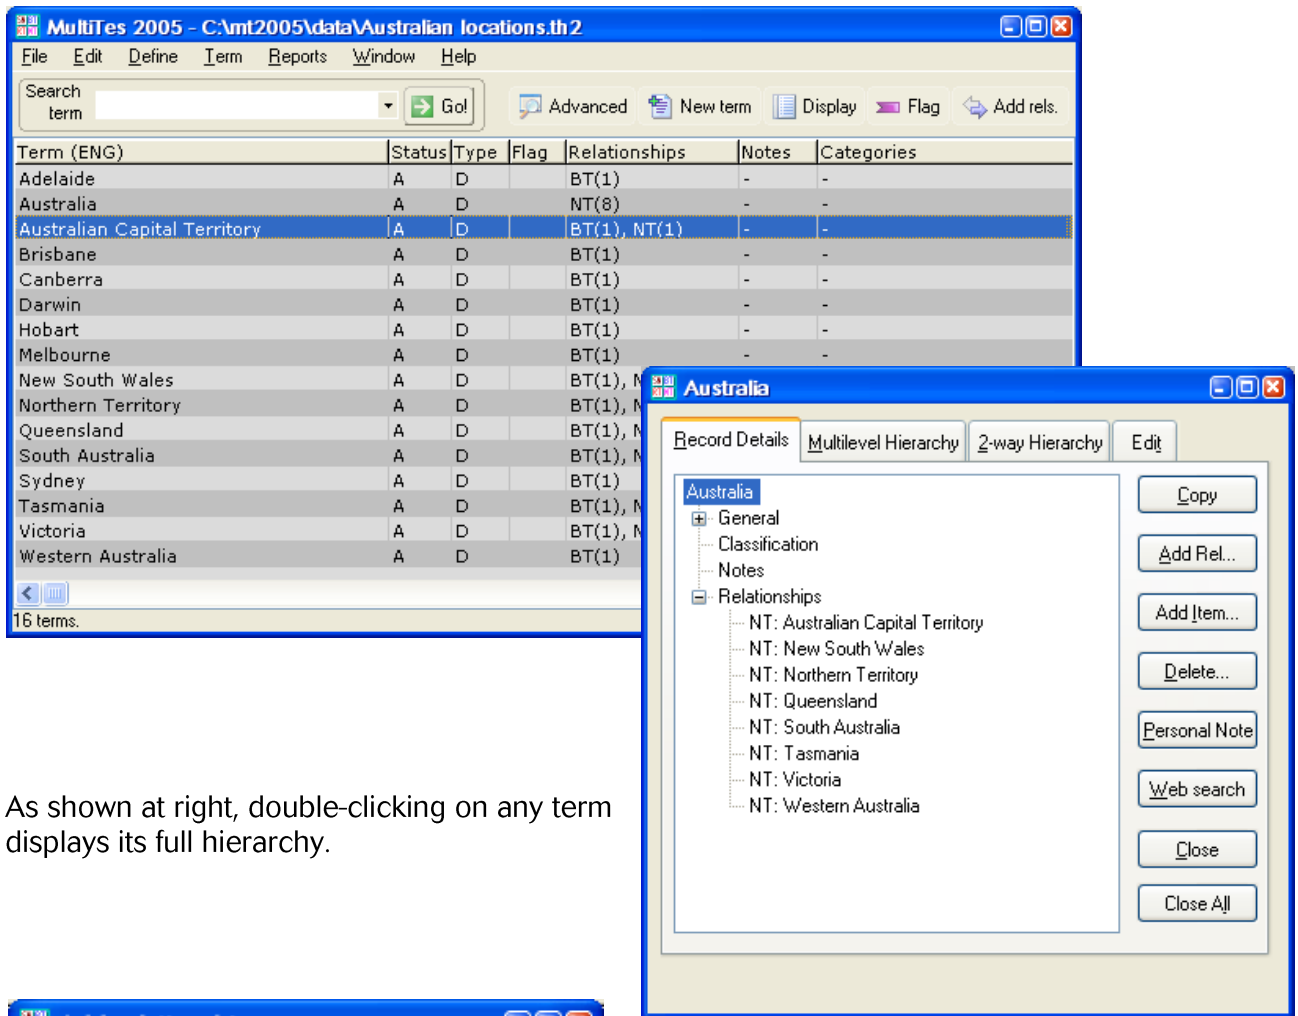 MultiTes 2005 - C:\mt2005\data\Australian locations.th2
File Edit Define Term Reports Window Help
Search term Go! Advanced New term Display Flag Add rels.
Term (ENG) Status Type Flag Relationships Notes Categories
Adelaide A D BT(1) - -
Australia A D NT(8) - -
Australian Capital Territory A D BT(1), NT(1) - -
Brisbane A D BT(1) - -
Canberra A D BT(1) - -
Darwin A D BT(1) - -
Hobart A D BT(1) - -
Melbourne A D BT(1) - -
New South Wales A D BT(1), N
Northern Territory A D BT(1), N
Queensland A D BT(1), N
South Australia A D BT(1), N
Sydney A D BT(1)
Tasmania A D BT(1), N
Victoria A D BT(1), N
Western Australia A D BT(1)
16 terms.
Australia
Record Details Multilevel Hierarchy 2-way Hierarchy Edit
Australia
General
Classification
Notes
Relationships
NT: Australian Capital Territory
NT: New South Wales
NT: Northern Territory
NT: Queensland
NT: South Australia
NT: Tasmania
NT: Victoria
NT: Western Australia
Copy
Add Rel...
Add Item...
Delete...
Personal Note
Web search
Close
Close All
As shown at right, double-clicking on any term
displays its full hierarchy.